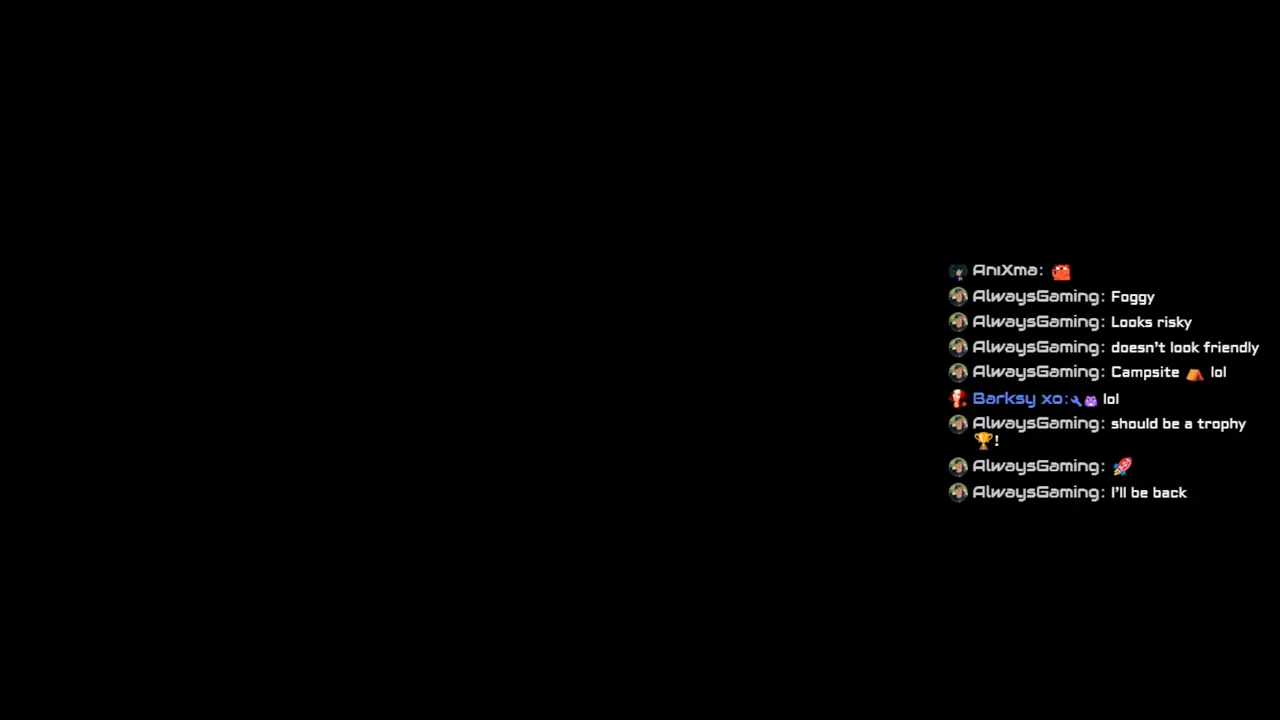 AniXma:
AlwaysGaming: Foggy
AlwaysGaming: Looks risky
AlwaysGaming: doesn't look friendly
AlwaysGaming: Campsite ⛺ lol
Barksy xo: lol
AlwaysGaming: should be a trophy
🏆!
AlwaysGaming: 🚀
AlwaysGaming: I'll be back